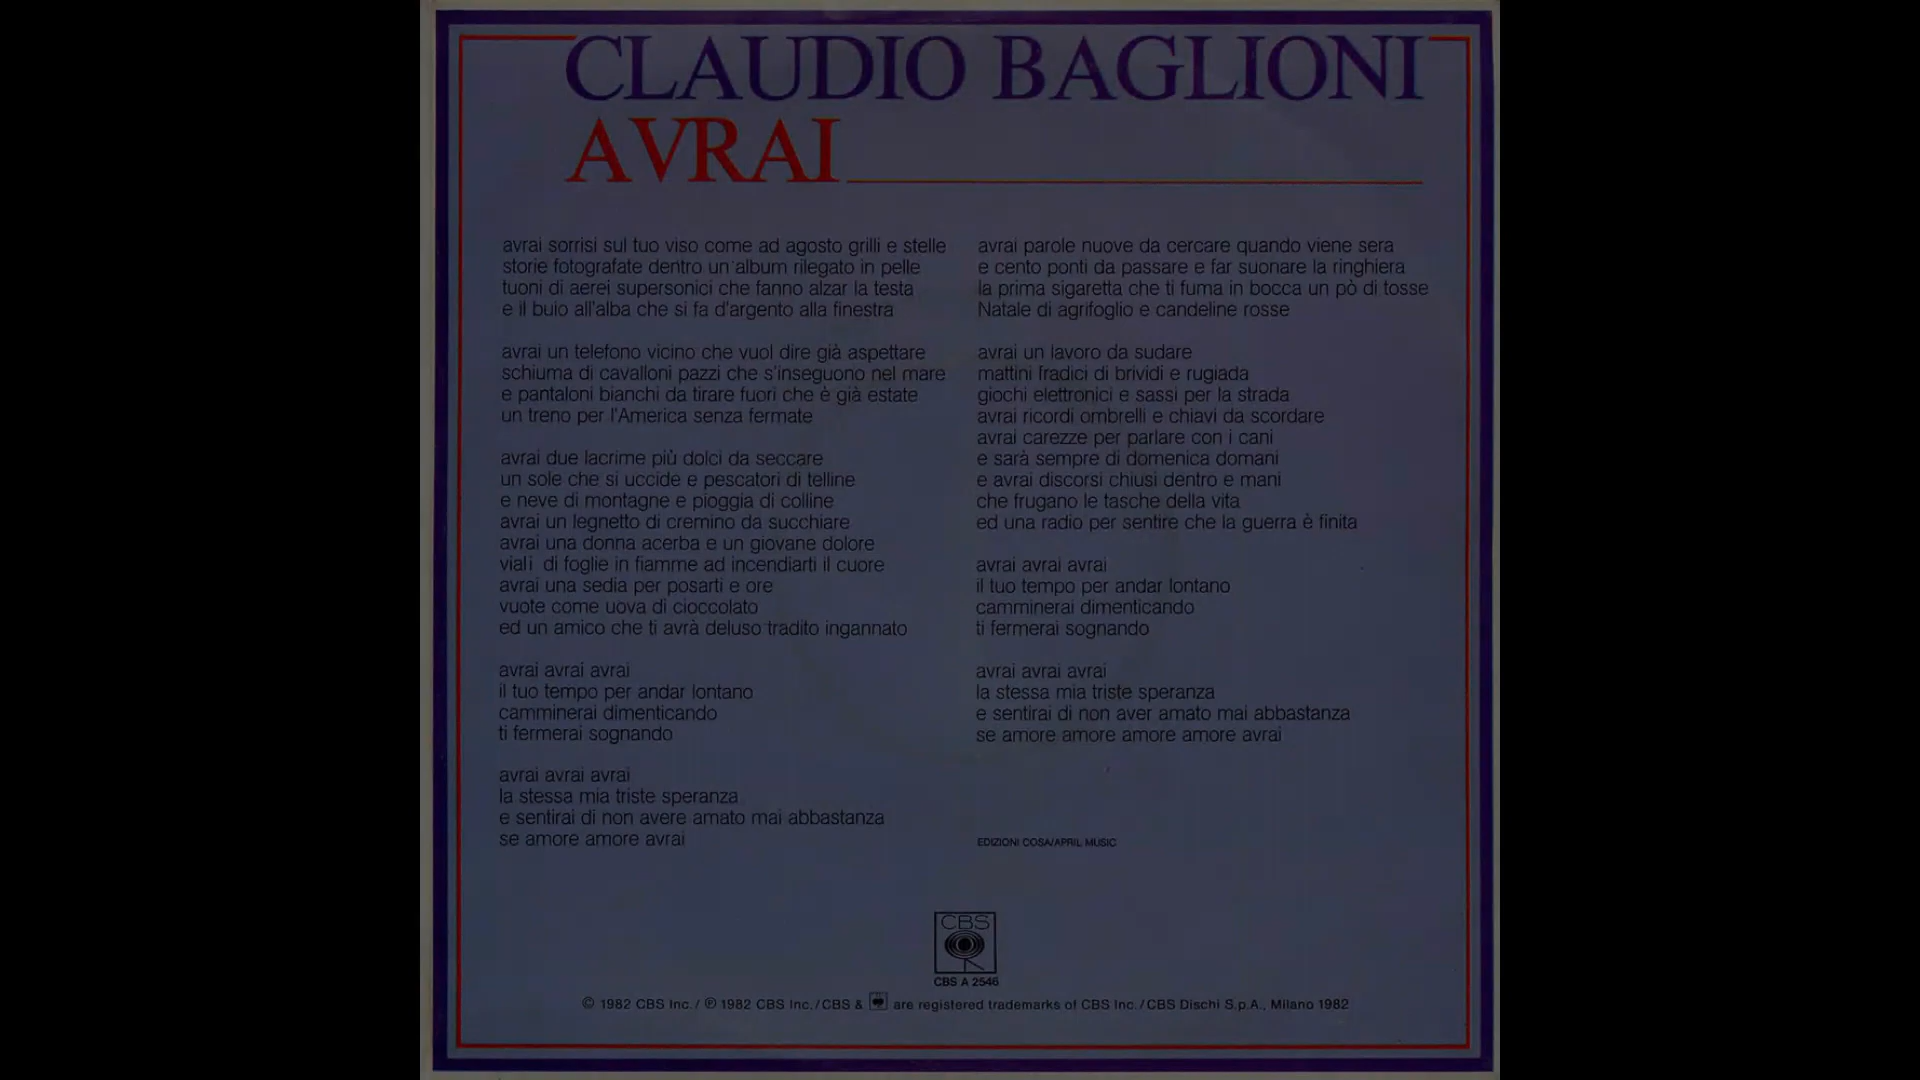 CLAUDIO BAGLIONI
AVRAI
avrai sorrisi sul tuo viso come ad agosto grilli e stelle
storie fotografate dentro un album rilegato in pelle
tuoni di aerei supersonici che fanno alzar la testa
e il buio all'alba che si fa d'argento alla finestra
avrai un telefono vicino che vuol dire già aspettare
schiuma di cavalloni pazzi che s'inseguono nel mare
e pantaloni bianchi da tirare fuori che è già estate
un treno per l'America senza fermate
avrai due lacrime più dolci da seccare
un sole che si uccide e pescatori di telline
e neve di montagne e pioggia di colline
avrai un legnetto di cremino da succhiare
avrai una donna acerba e un giovane dolore
viali di foglie in fiamme ad incendiarti il cuore
avrai una sedia per posarti e ore
vuote come uova di cioccolato
ed un amico che ti avrà deluso tradito ingannato
avrai avrai avrai
il tuo tempo per andar lontano
camminerai dimenticando
ti fermerai sognando
avrai avrai avrai
la stessa mia triste speranza
e sentirai di non avere amato mai abbastanza
se amore amore avrai
avrai parole nuove da cercare quando viene sera
e cento ponti da passare e far suonare la ringhiera
la prima sigaretta che ti fuma in bocca un pò di tosse
Natale di agrifoglio e candeline rosse
avrai un lavoro da sudare
mattini fradici di brividi e rugiada
giochi elettronici e sassi per la strada
avrai ricordi ombrelli e chiavi da scordare
avrai carezze per parlare con i cani
e sarà sempre di domenica domani
e avrai discorsi chiusi dentro e mani
che frugano le tasche della vita
ed una radio per sentire che la guerra è finita
avrai avrai avrai
il tuo tempo per andar lontano
camminerai dimenticando
ti fermerai sognando
avrai avrai avrai
la stessa mia triste speranza
e sentirai di non aver amato mai abbastanza
se amore amore amore amore avrai
EDIZIONI COSA/APRIL MUSIC
CBS
CBS A 2546
© 1982 CBS Inc. / ℗ 1982 CBS Inc. / CBS & are registered trademarks of CBS Inc. / CBS Dischi S.p.A., Milano 1982